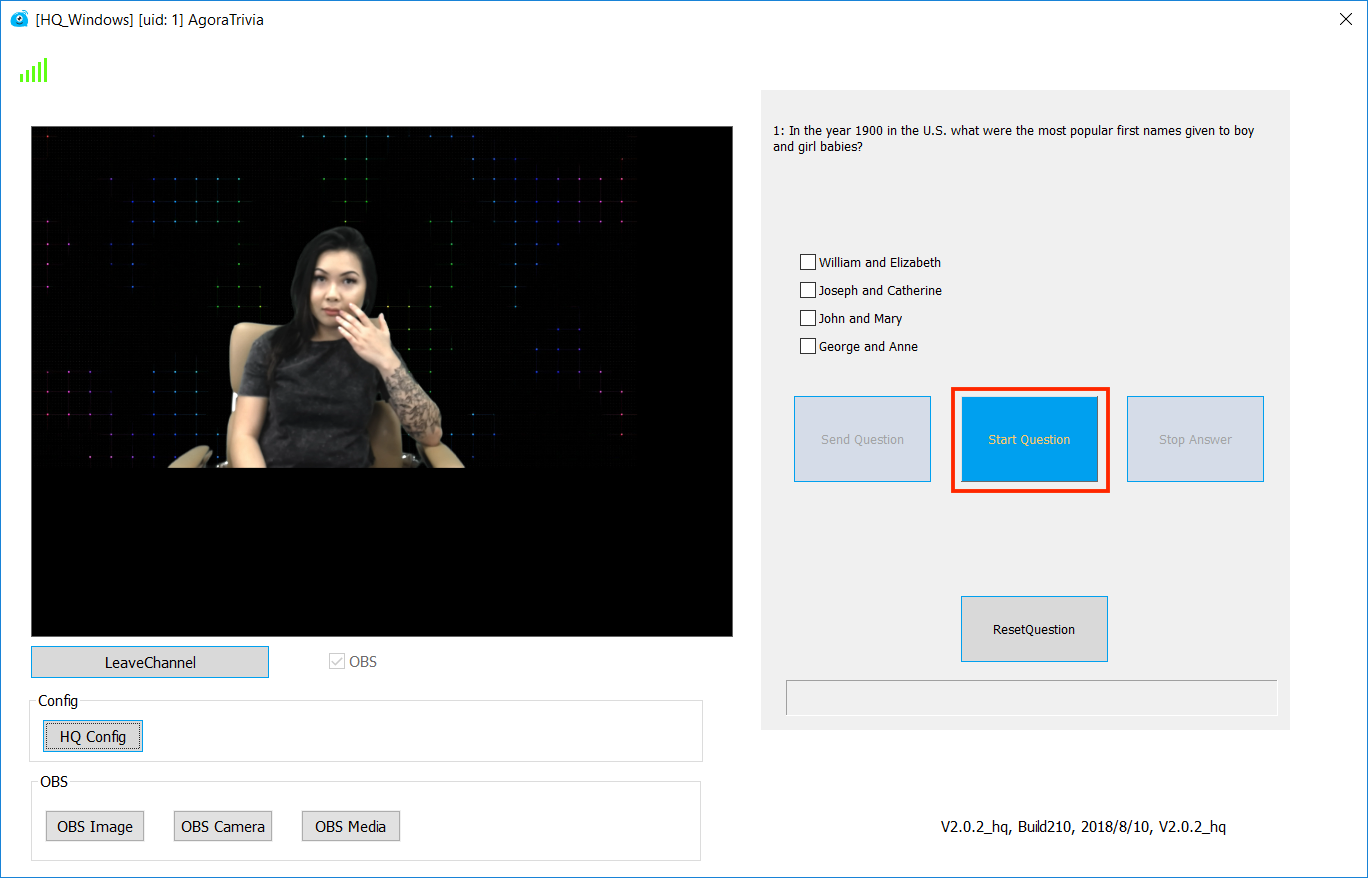 [HQ_Windows] [uid: 1] AgoraTrivia
1: In the year 1900 in the U.S. what were the most popular first names given to boy
and girl babies?
William and Elizabeth
Joseph and Catherine
John and Mary
George and Anne
Send Question
Start Question
Stop Answer
ResetQuestion
LeaveChannel
OBS
Config
HQ Config
OBS
OBS Image
OBS Camera
OBS Media
V2.0.2_hq, Build210, 2018/8/10, V2.0.2_hq